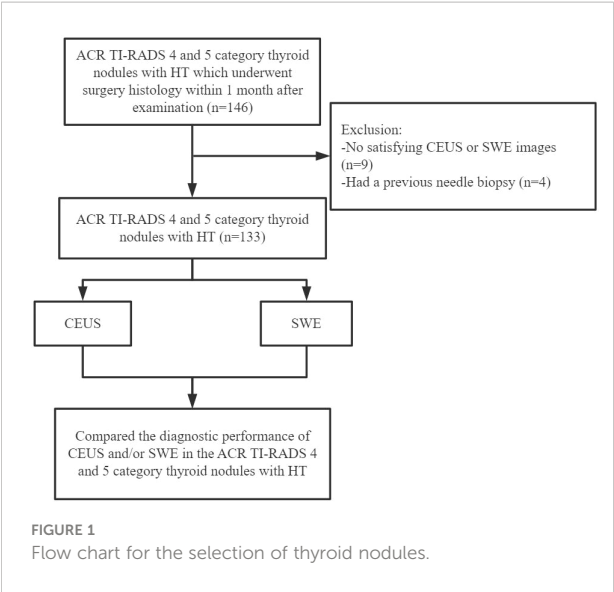 ACR TI-RADS 4 and 5 category thyroid
nodules with HT which underwent
surgery histology within 1 month after
examination (n=146)
Exclusion:
-No satisfying CEUS or SWE images
(n=9)
-Had a previous needle biopsy (n=4)
ACR TI-RADS 4 and 5 category thyroid
nodules with HT (n=133)
CEUS
SWE
Compared the diagnostic performance of
CEUS and/or SWE in the ACR TI-RADS 4
and 5 category thyroid nodules with HT
FIGURE 1
Flow chart for the selection of thyroid nodules.